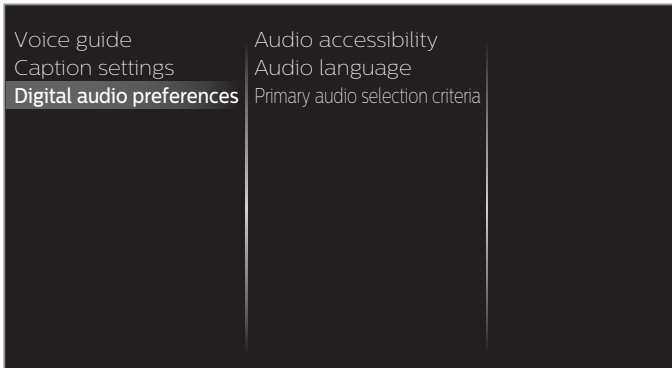 Voice guide
Caption settings
Digital audio preferences
Audio accessibility
Audio language
Primary audio selection criteria